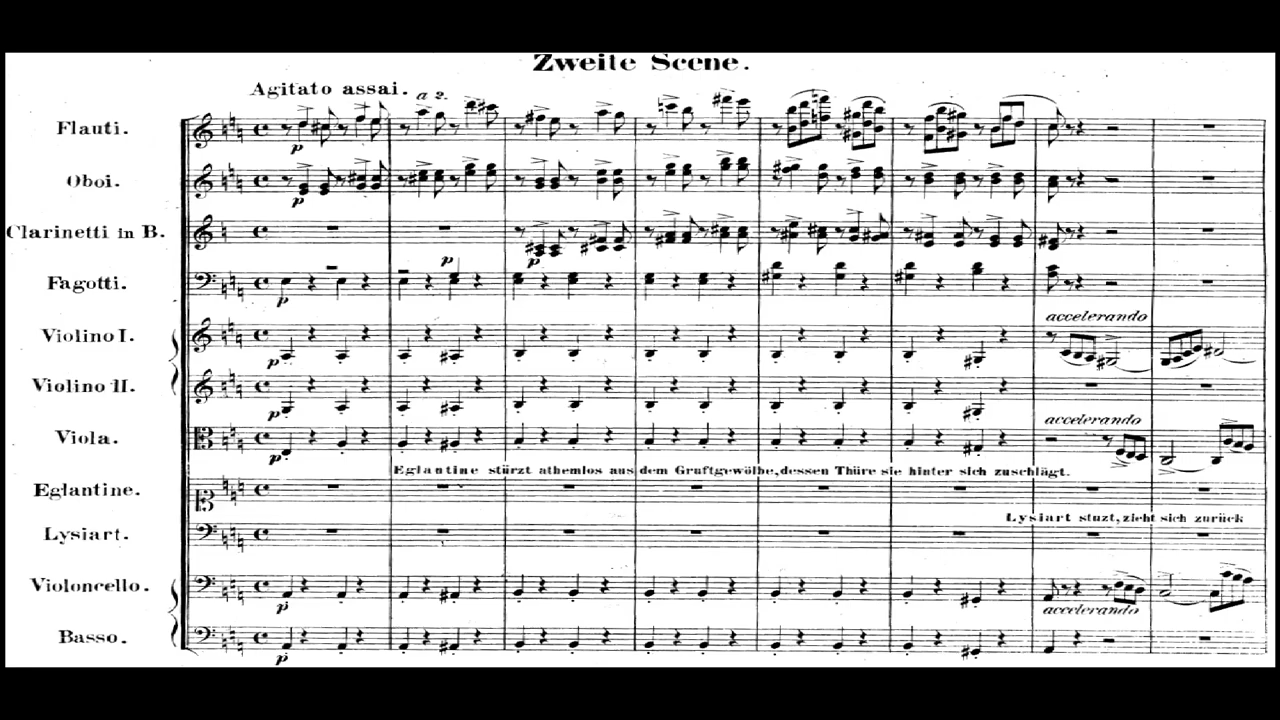 Zweite Scene.
Agitato assai.
a 2.
Flauti.
p
Oboi.
p
Clarinetti in B.
p
p
Fagotti.
p
accelerando
Violino I.
p
Violino II.
p
accelerando
Viola.
p
Eglantine stürzt athemlos aus dem Gruftgewölbe, dessen Thüre sie hinter sich zuschlägt.
Eglantine.
Lysiart stuzt, zieht sich zurück
Lysiart.
Violoncello.
p
accelerando
Basso.
p